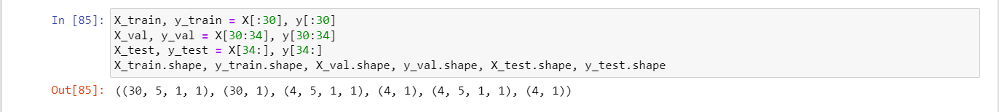 In [85]: X_train, y_train = X[:30], y[:30]
X_val, y_val = X[30:34], y[30:34]
X_test, y_test = X[34:], y[34:]
X_train.shape, y_train.shape, X_val.shape, y_val.shape, X_test.shape, y_test.shape
Out[85]: ((30, 5, 1, 1), (30, 1), (4, 5, 1, 1), (4, 1), (4, 5, 1, 1), (4, 1))